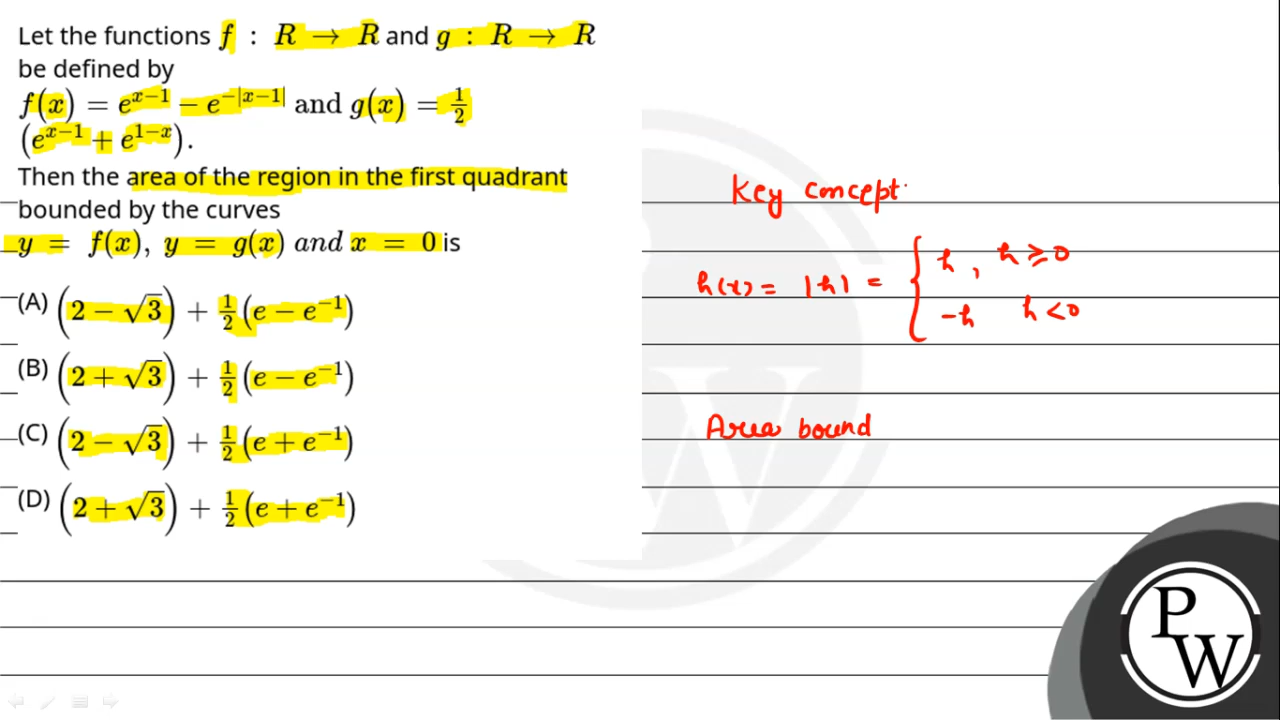 Let the functions f : R → R and g : R → R
be defined by
f(x) = e^{x−1} − e^{−|x−1|} and g(x) = 1/2
(e^{x−1} + e^{1−x}).
Then the area of the region in the first quadrant
bounded by the curves
y = f(x), y = g(x) and x = 0 is
(A) (2 − √3) + 1/2 (e − e^{−1})
(B) (2 + √3) + 1/2 (e − e^{−1})
(C) (2 − √3) + 1/2 (e + e^{−1})
(D) (2 + √3) + 1/2 (e + e^{−1})
Key concept
h(x) = |h| = { h, h ≥ 0
−h h < 0
Area bound
PW